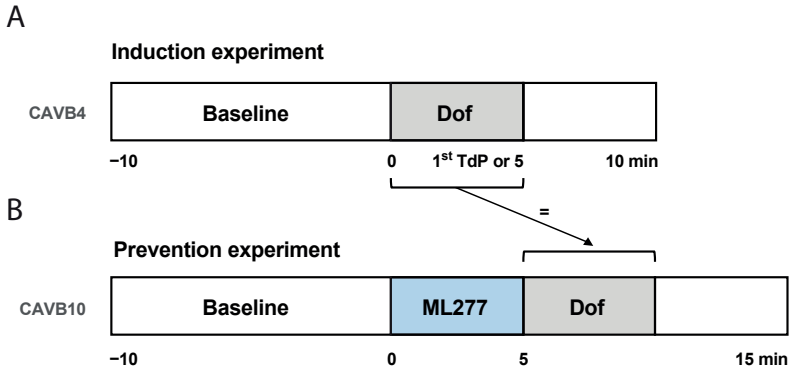 A
Induction experiment
CAVB4 Baseline Dof
−10 0 1st TdP or 5 10 min
=
B
Prevention experiment
CAVB10 Baseline ML277 Dof
−10 0 5 15 min